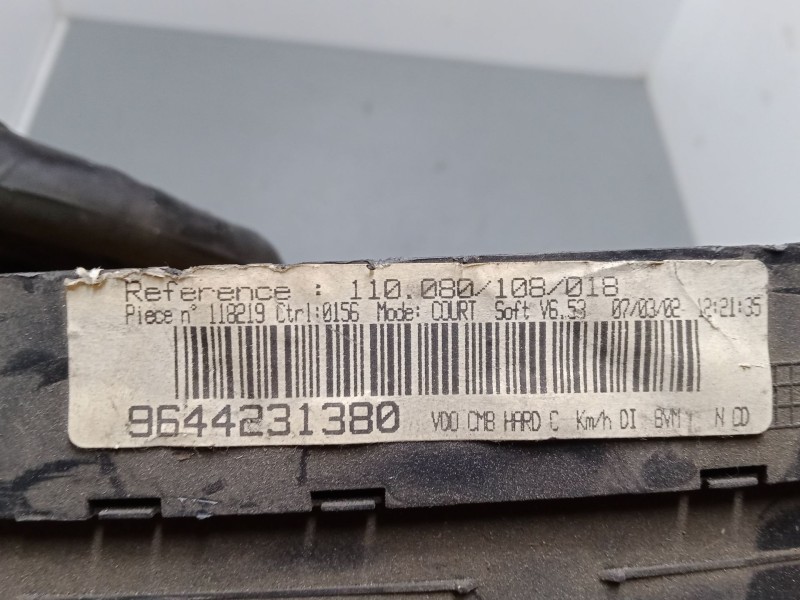 Reference : 110.080/108/018
Piece n° 118219 Ctrl:0156 Mode: COURT Soft V6.53 07/03/02 12:21:35
9644231380 VDO CMB HARD C Km/h DI BVM N CD